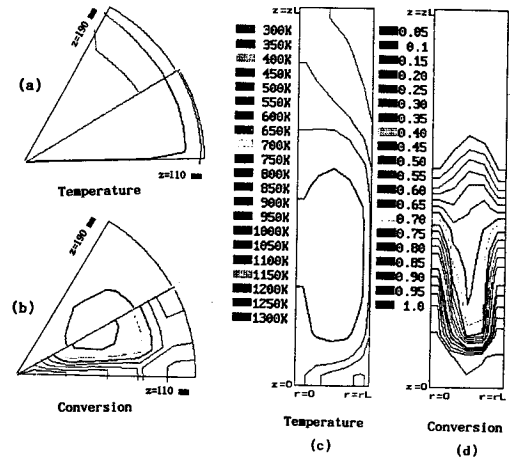 z=190 mm
(a)
z=110 mm
Temperature
z=190 mm
(b)
z=110 mm
Conversion
z=zL
300K
350K
400K
450K
500K
550K
600K
650K
700K
750K
800K
850K
900K
950K
1000K
1050K
1100K
1150K
1200K
1250K
1300K
z=0
r=0 r=rL
Temperature
(c)
z=zL
0.05
0.1
0.15
0.20
0.25
0.30
0.35
0.40
0.45
0.50
0.55
0.60
0.65
0.70
0.75
0.80
0.85
0.90
0.95
1.0
z=0
r=0 r=rL
Conversion
(d)